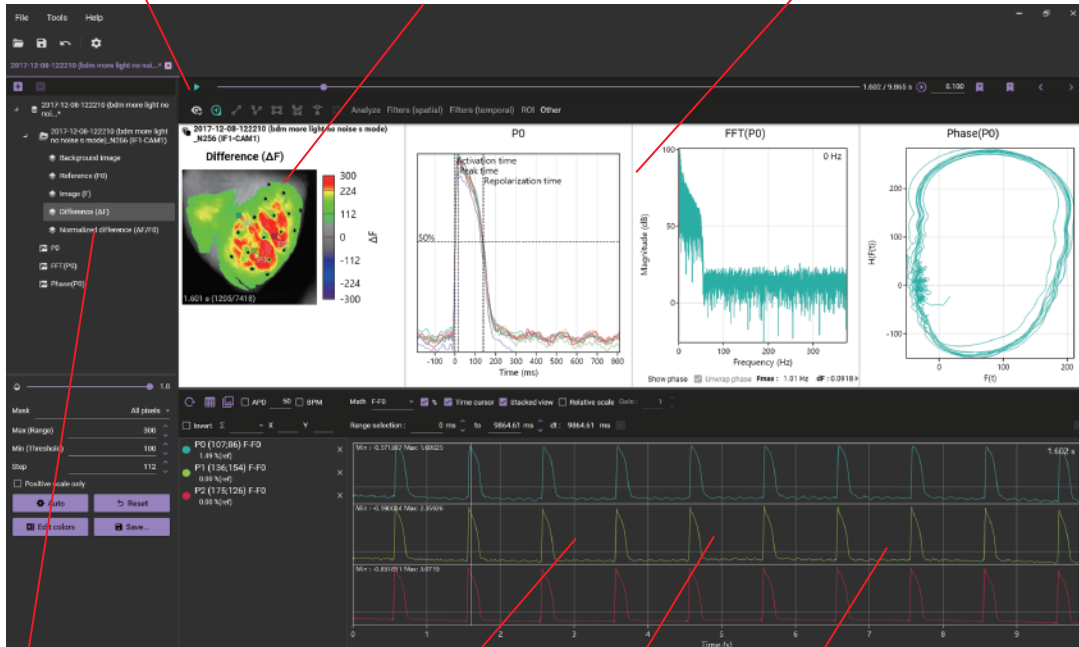 File Tools Help
2017-12-08-122210 (bdm more light no noi...*
1.602 / 9.865 s 0.100
2017-12-08-122210 (bdm more light no noi...*
2017-12-08-122210 (bdm more light no noise s mode)_N256 (IF1-CAM1)
Background image
Reference (F0)
Image (F)
Difference (ΔF)
Normalized difference (ΔF/F0)
P0
FFT(P0)
Phase(P0)
1.0
Mask All pixels
Max (Range) 300
Min (Threshold) 100
Step 112
Positive scale only
Auto Reset
Edit colors Save...
Analyze Filters (spatial) Filters (temporal) ROI Other
2017-12-08-122210 (bdm more light no noise s mode)
_N256 (IF1-CAM1)
Difference (ΔF)
300
224
112
0
-112
-224
-300
ΔF
1.601 s (1205/7418)
P0
Activation time
Peak time
Repolarization time
50%
-100 0 100 200 300 400 500 600 700 800 900
Time (ms)
FFT(P0)
0 Hz
100
50
0
Magnitude (dB)
0 100 200 300
Frequency (Hz)
Show phase Unwrap phase Fmax : 1.01 Hz dF : 0.0918
Phase(P0)
200
100
0
-100
H(F(t))
0 100 200
F(t)
APD 50 BPM Math F-F0 % Time cursor Stacked view Relative scale Gain : 1
Invert Σ X Y Range selection : 0 ms to 9864.61 ms dt : 9864.61 ms
P0 (107;86) F-F0
1.49 %(ref)
P1 (136;154) F-F0
0.00 %(ref)
P2 (175;126) F-F0
0.00 %(ref)
1.602 s
0 1 2 3 4 5 6 7 8 9
Time (s)